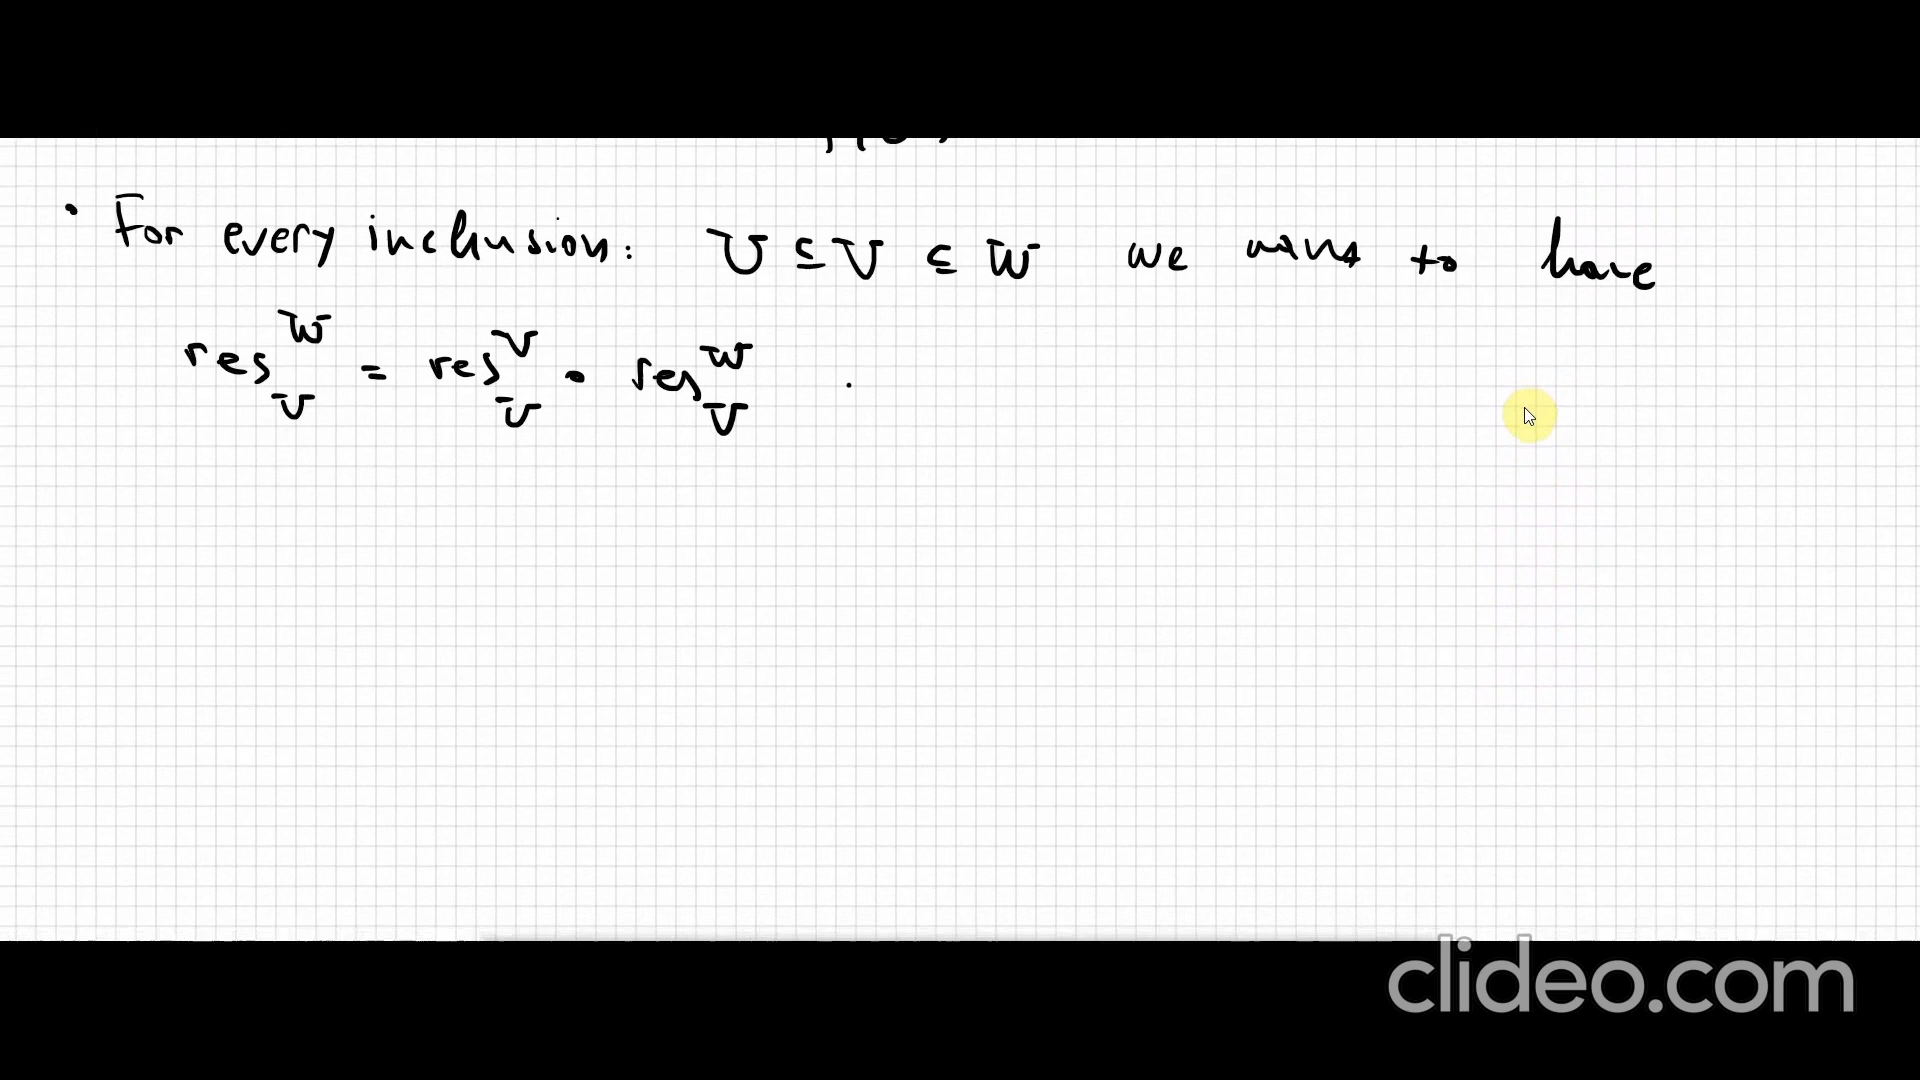 • For every inclusion: U ⊆ V ⊆ W we want to have
res^W_U = res^V_U ∘ res^W_V .
clideo.com